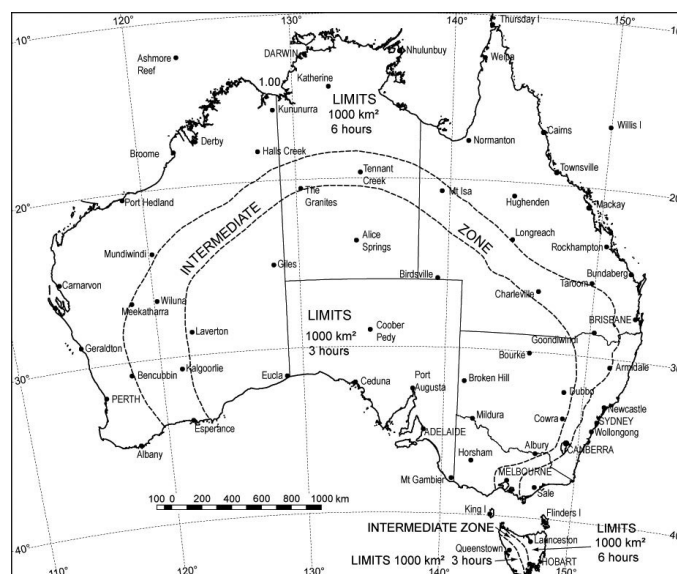 120°
130°
140°
150°
10°
10°
Thursday
Ashmore
Reef
DARWIN
Nhulunbuy
Weipa
1.00
Katherine
LIMITS
1000 km²
6 hours
Kununurra
Willis I
Cairns
Derby
Normanton
Broome
Halls Creek
Townsville
Tennant
Creek
Port Hedland
The
Granites
Mt Isa
Hughenden
Mackay
20°
20°
INTERMEDIATE
ZONE
Longreach
Rockhampton
Mundiwindi
Alice
Springs
Giles
Birdsville
Bundaberg
Taroom
Carnarvon
Charleville
Wiluna
Meekatharra
LIMITS
1000 km²
3 hours
BRISBANE
Laverton
Coober
Pedy
Goondiwindi
Geraldton
Bourke
Kalgoorlie
Armidale
Bencubbin
Eucla
Ceduna
Port
Augusta
Broken Hill
Dubbo
30°
30°
PERTH
Newcastle
Mildura
Cowra
SYDNEY
Wollongong
Esperance
ADELAIDE
Albany
Albury
CANBERRA
Horsham
MELBOURNE
Mt Gambier
Sale
100 0 200 400 600 800 1000 km
King I
Flinders I
INTERMEDIATE ZONE
LIMITS
1000 km²
6 hours
Launceston
Queenstown
LIMITS 1000 km² 3 hours
HOBART
40°
40°
120°
130°
140°
150°